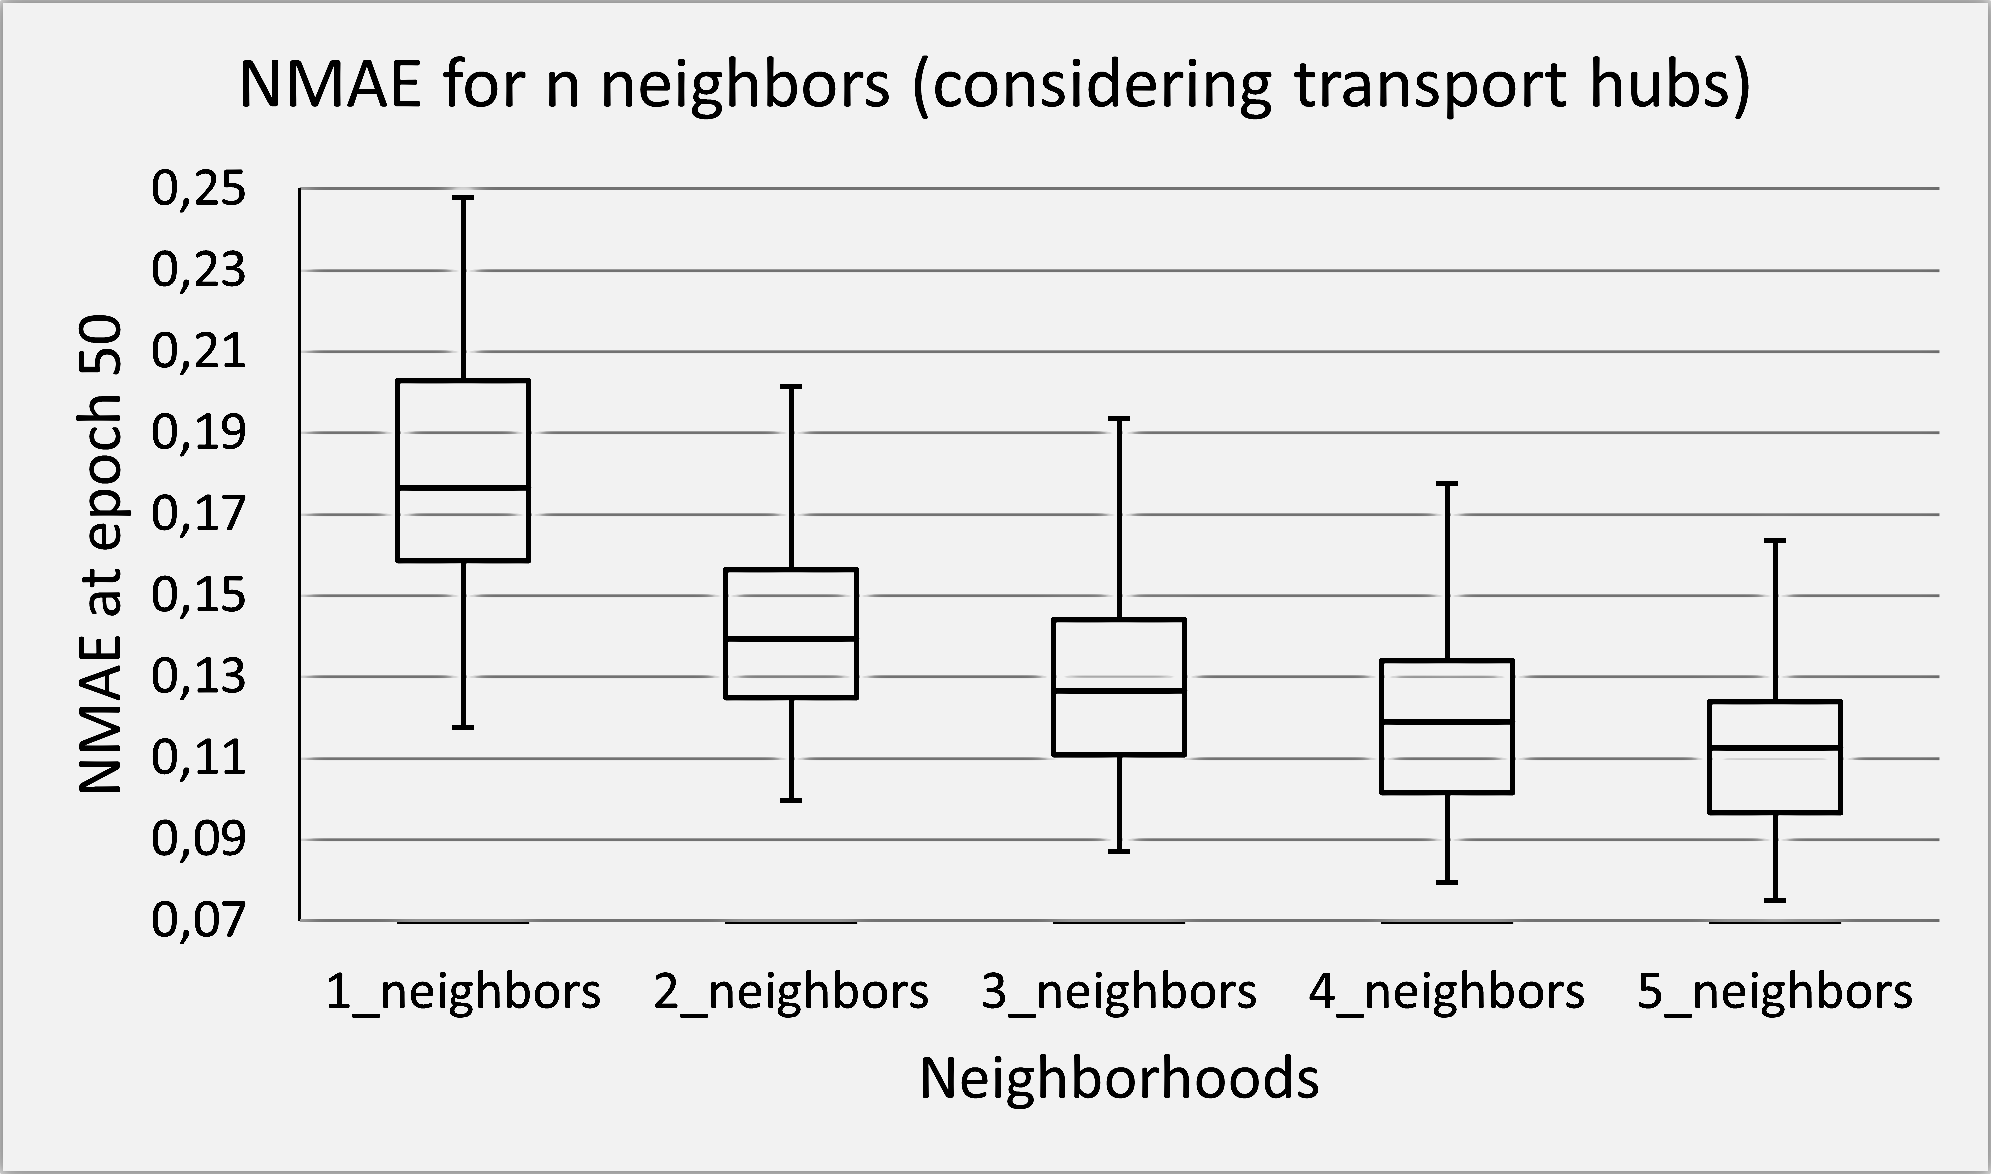 NMAE for n neighbors (considering transport hubs)
NMAE at epoch 50
0,25
0,23
0,21
0,19
0,17
0,15
0,13
0,11
0,09
0,07
1_neighbors 2_neighbors 3_neighbors 4_neighbors 5_neighbors
Neighborhoods